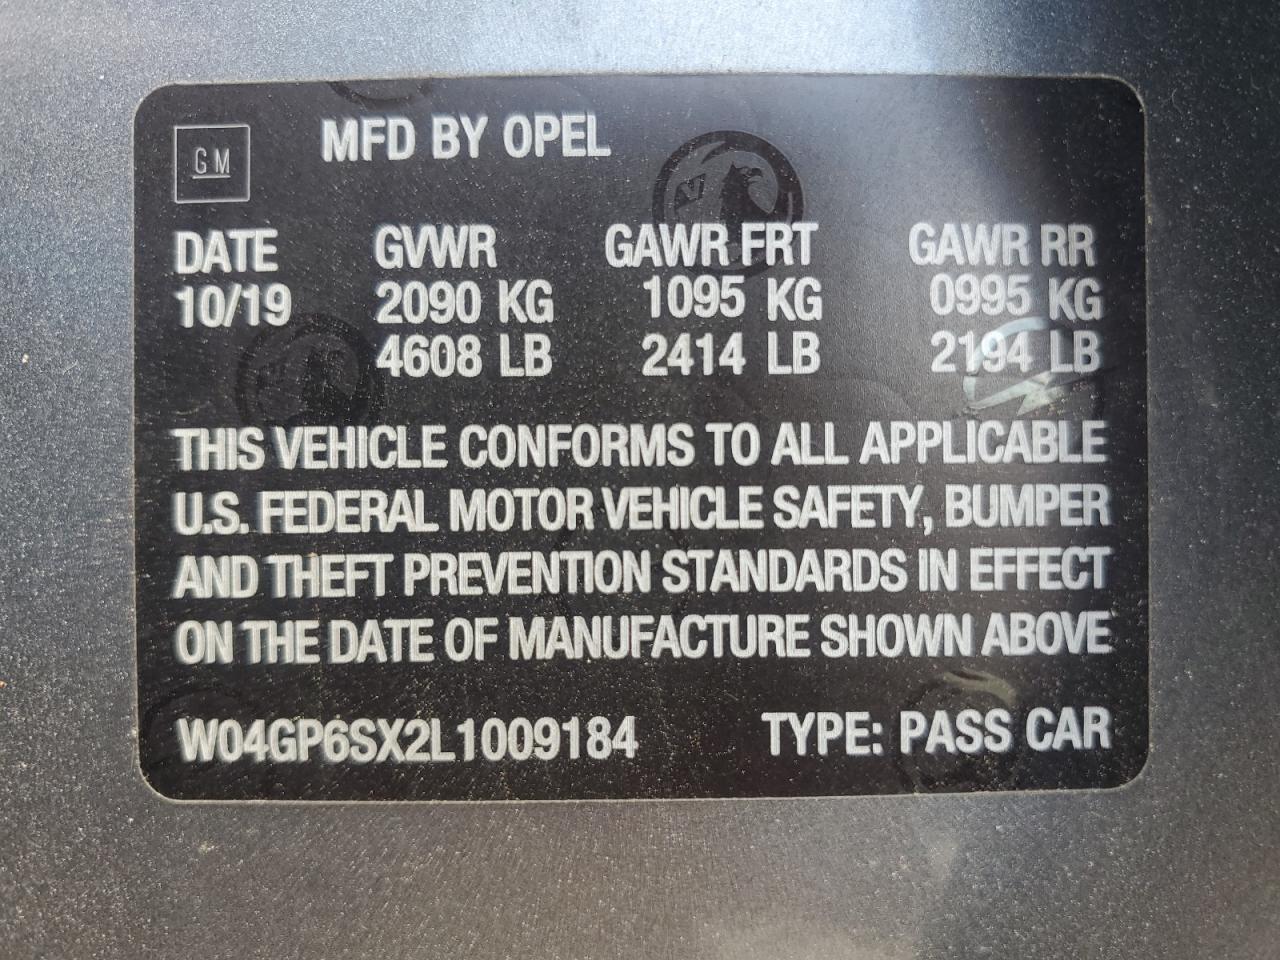 GM MFD BY OPEL
DATE GVWR GAWR FRT GAWR RR
10/19 2090 KG 1095 KG 0995 KG
4608 LB 2414 LB 2194 LB
THIS VEHICLE CONFORMS TO ALL APPLICABLE
U.S. FEDERAL MOTOR VEHICLE SAFETY, BUMPER
AND THEFT PREVENTION STANDARDS IN EFFECT
ON THE DATE OF MANUFACTURE SHOWN ABOVE
W04GP6SX2L1009184 TYPE: PASS CAR